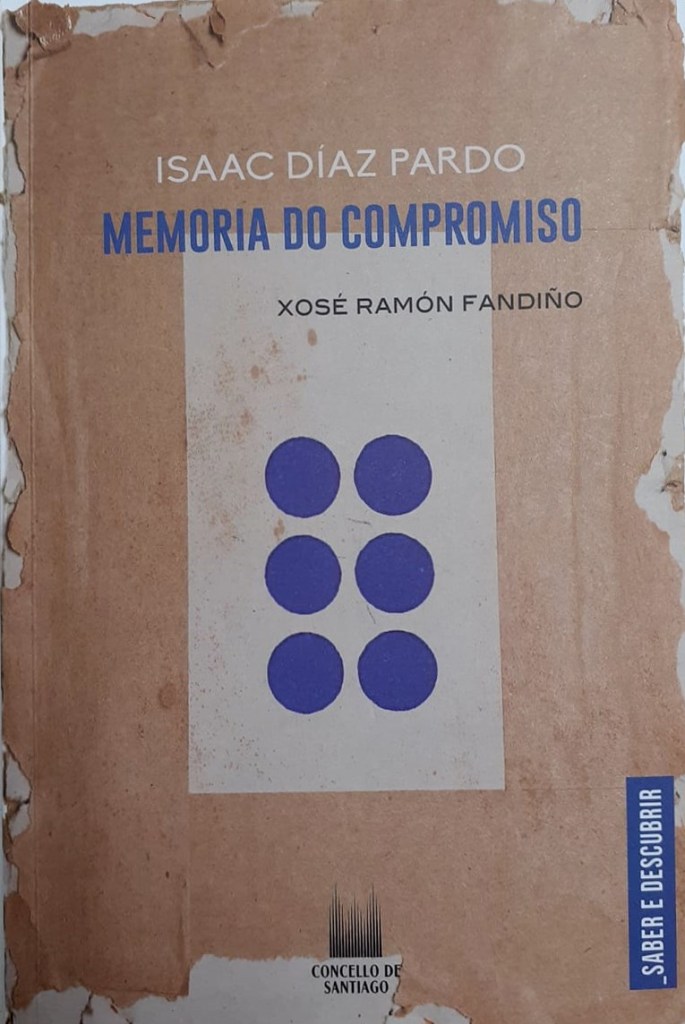 ISAAC DÍAZ PARDO
MEMORIA DO COMPROMISO
XOSÉ RAMÓN FANDIÑO
_SABER E DESCUBRIR
CONCELLO DE
SANTIAGO